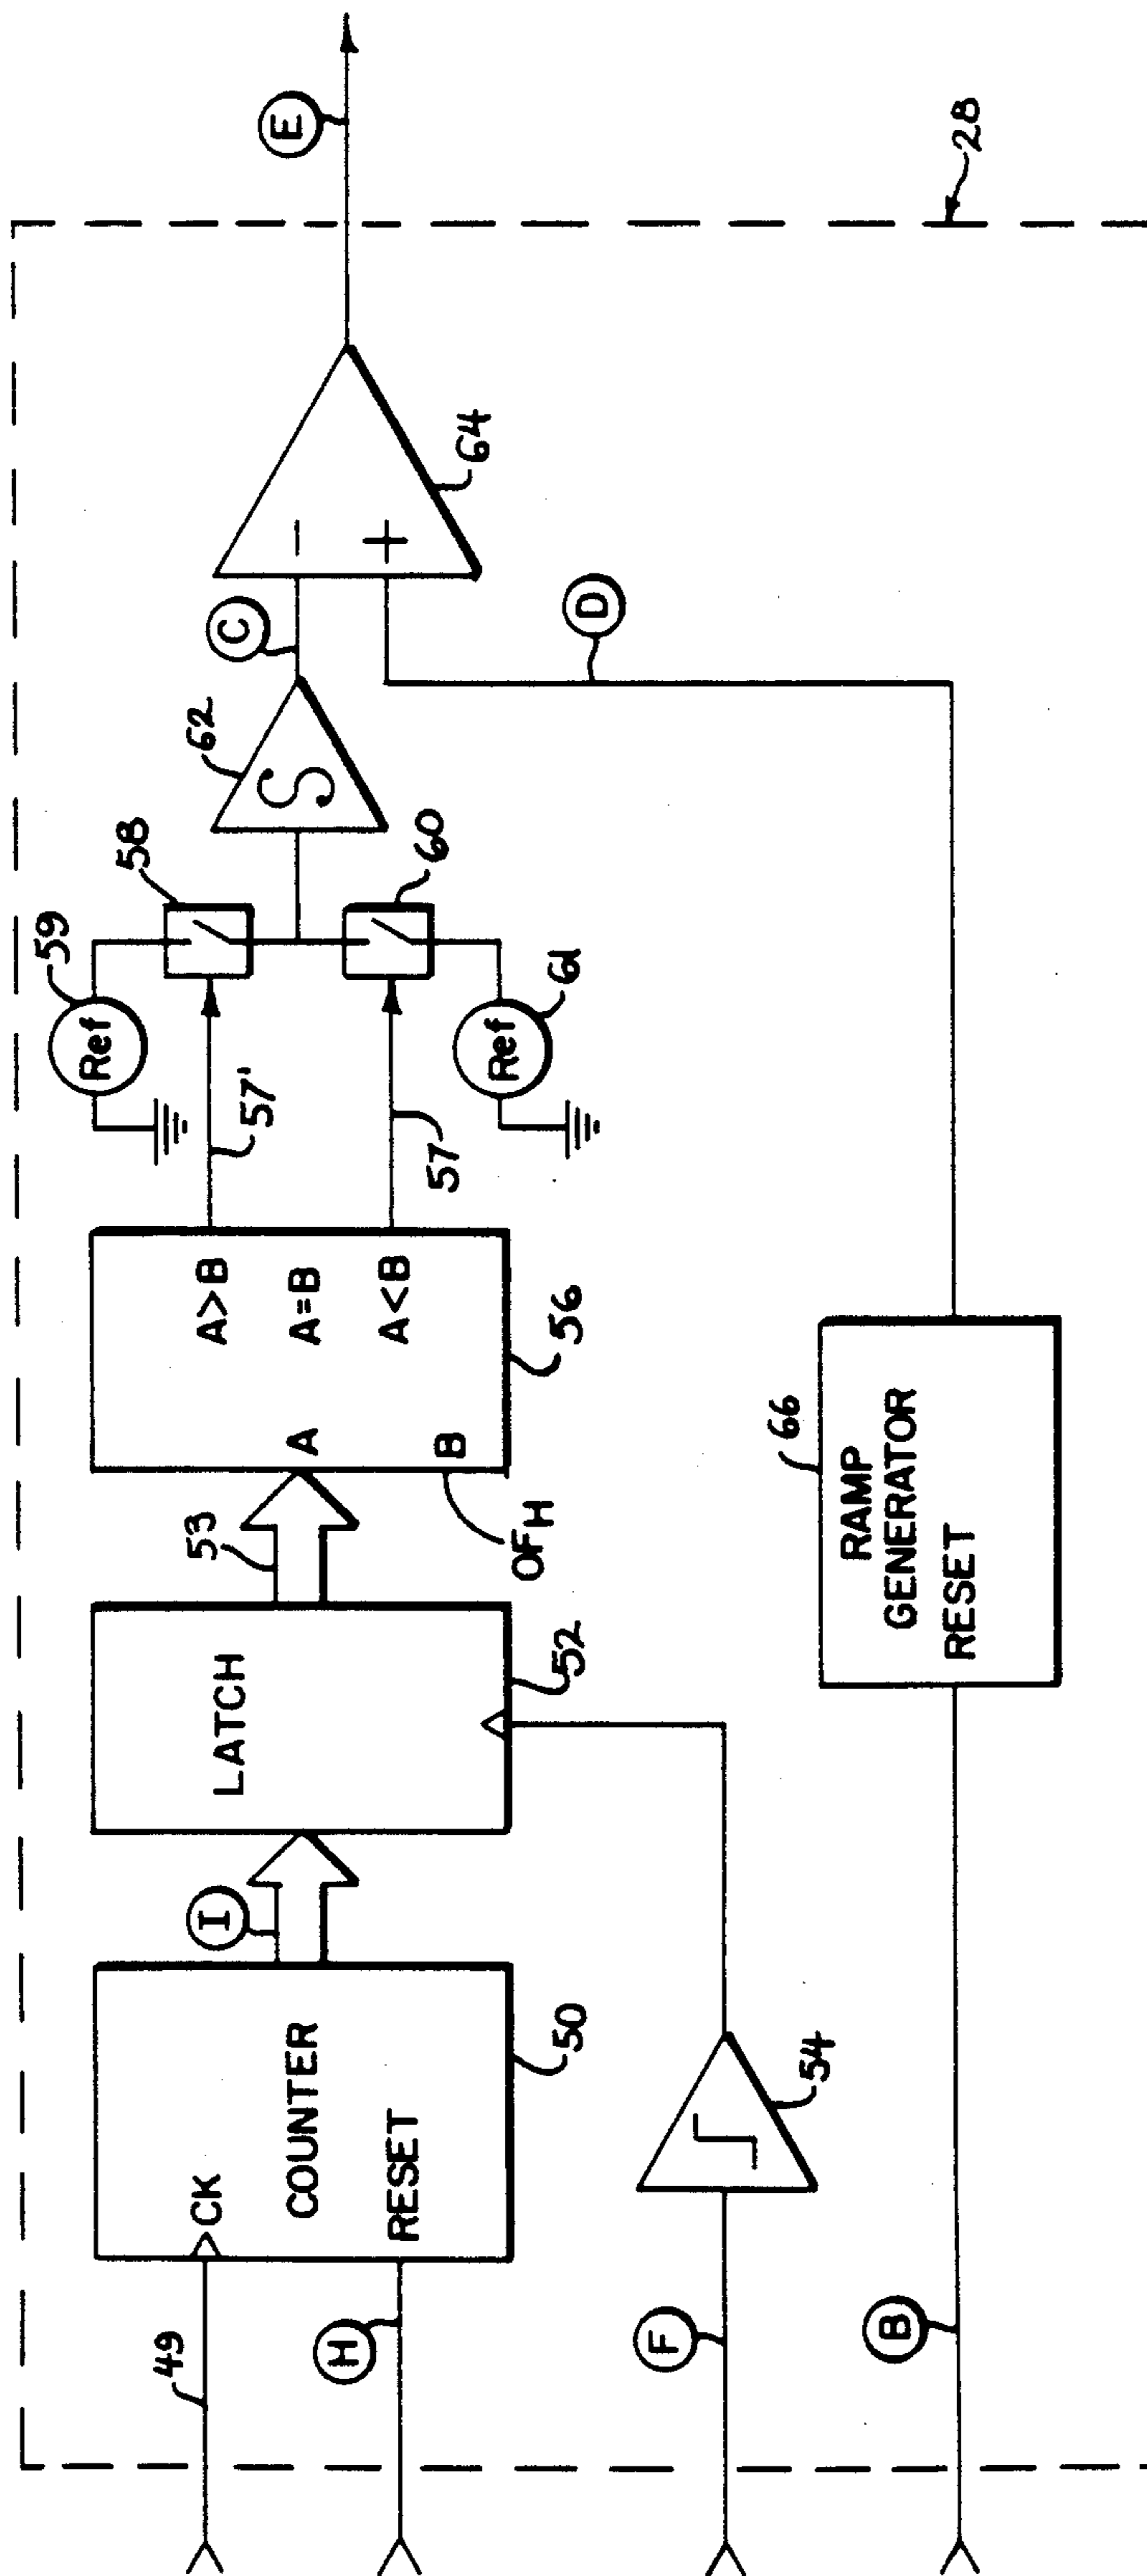 49
CK
COUNTER
RESET
50
H
I
LATCH
52
53
A
B
OF H
A>B
A=B
A<B
56
57'
57
Ref
59
58
60
Ref
61
62
C
64
E
F
54
B
RAMP
GENERATOR
RESET
66
D
28